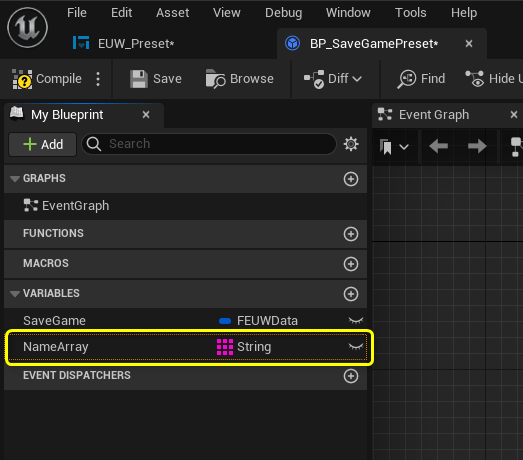 File Edit Asset View Debug Window Tools Help
EUW_Preset* BP_SaveGamePreset*
Compile Save Browse Diff Find Hide U
My Blueprint Event Graph
+ Add Search
GRAPHS
EventGraph
FUNCTIONS
MACROS
VARIABLES
SaveGame FEUWData
NameArray String
EVENT DISPATCHERS